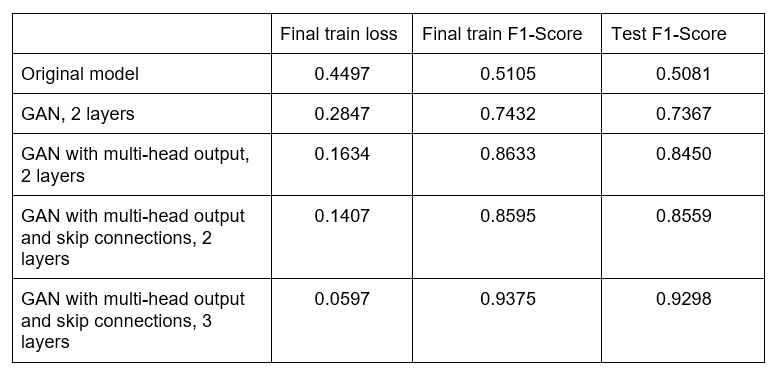 Final train loss Final train F1-Score Test F1-Score
Original model 0.4497 0.5105 0.5081
GAN, 2 layers 0.2847 0.7432 0.7367
GAN with multi-head output, 0.1634 0.8633 0.8450
2 layers
GAN with multi-head output 0.1407 0.8595 0.8559
and skip connections, 2
layers
GAN with multi-head output 0.0597 0.9375 0.9298
and skip connections, 3
layers